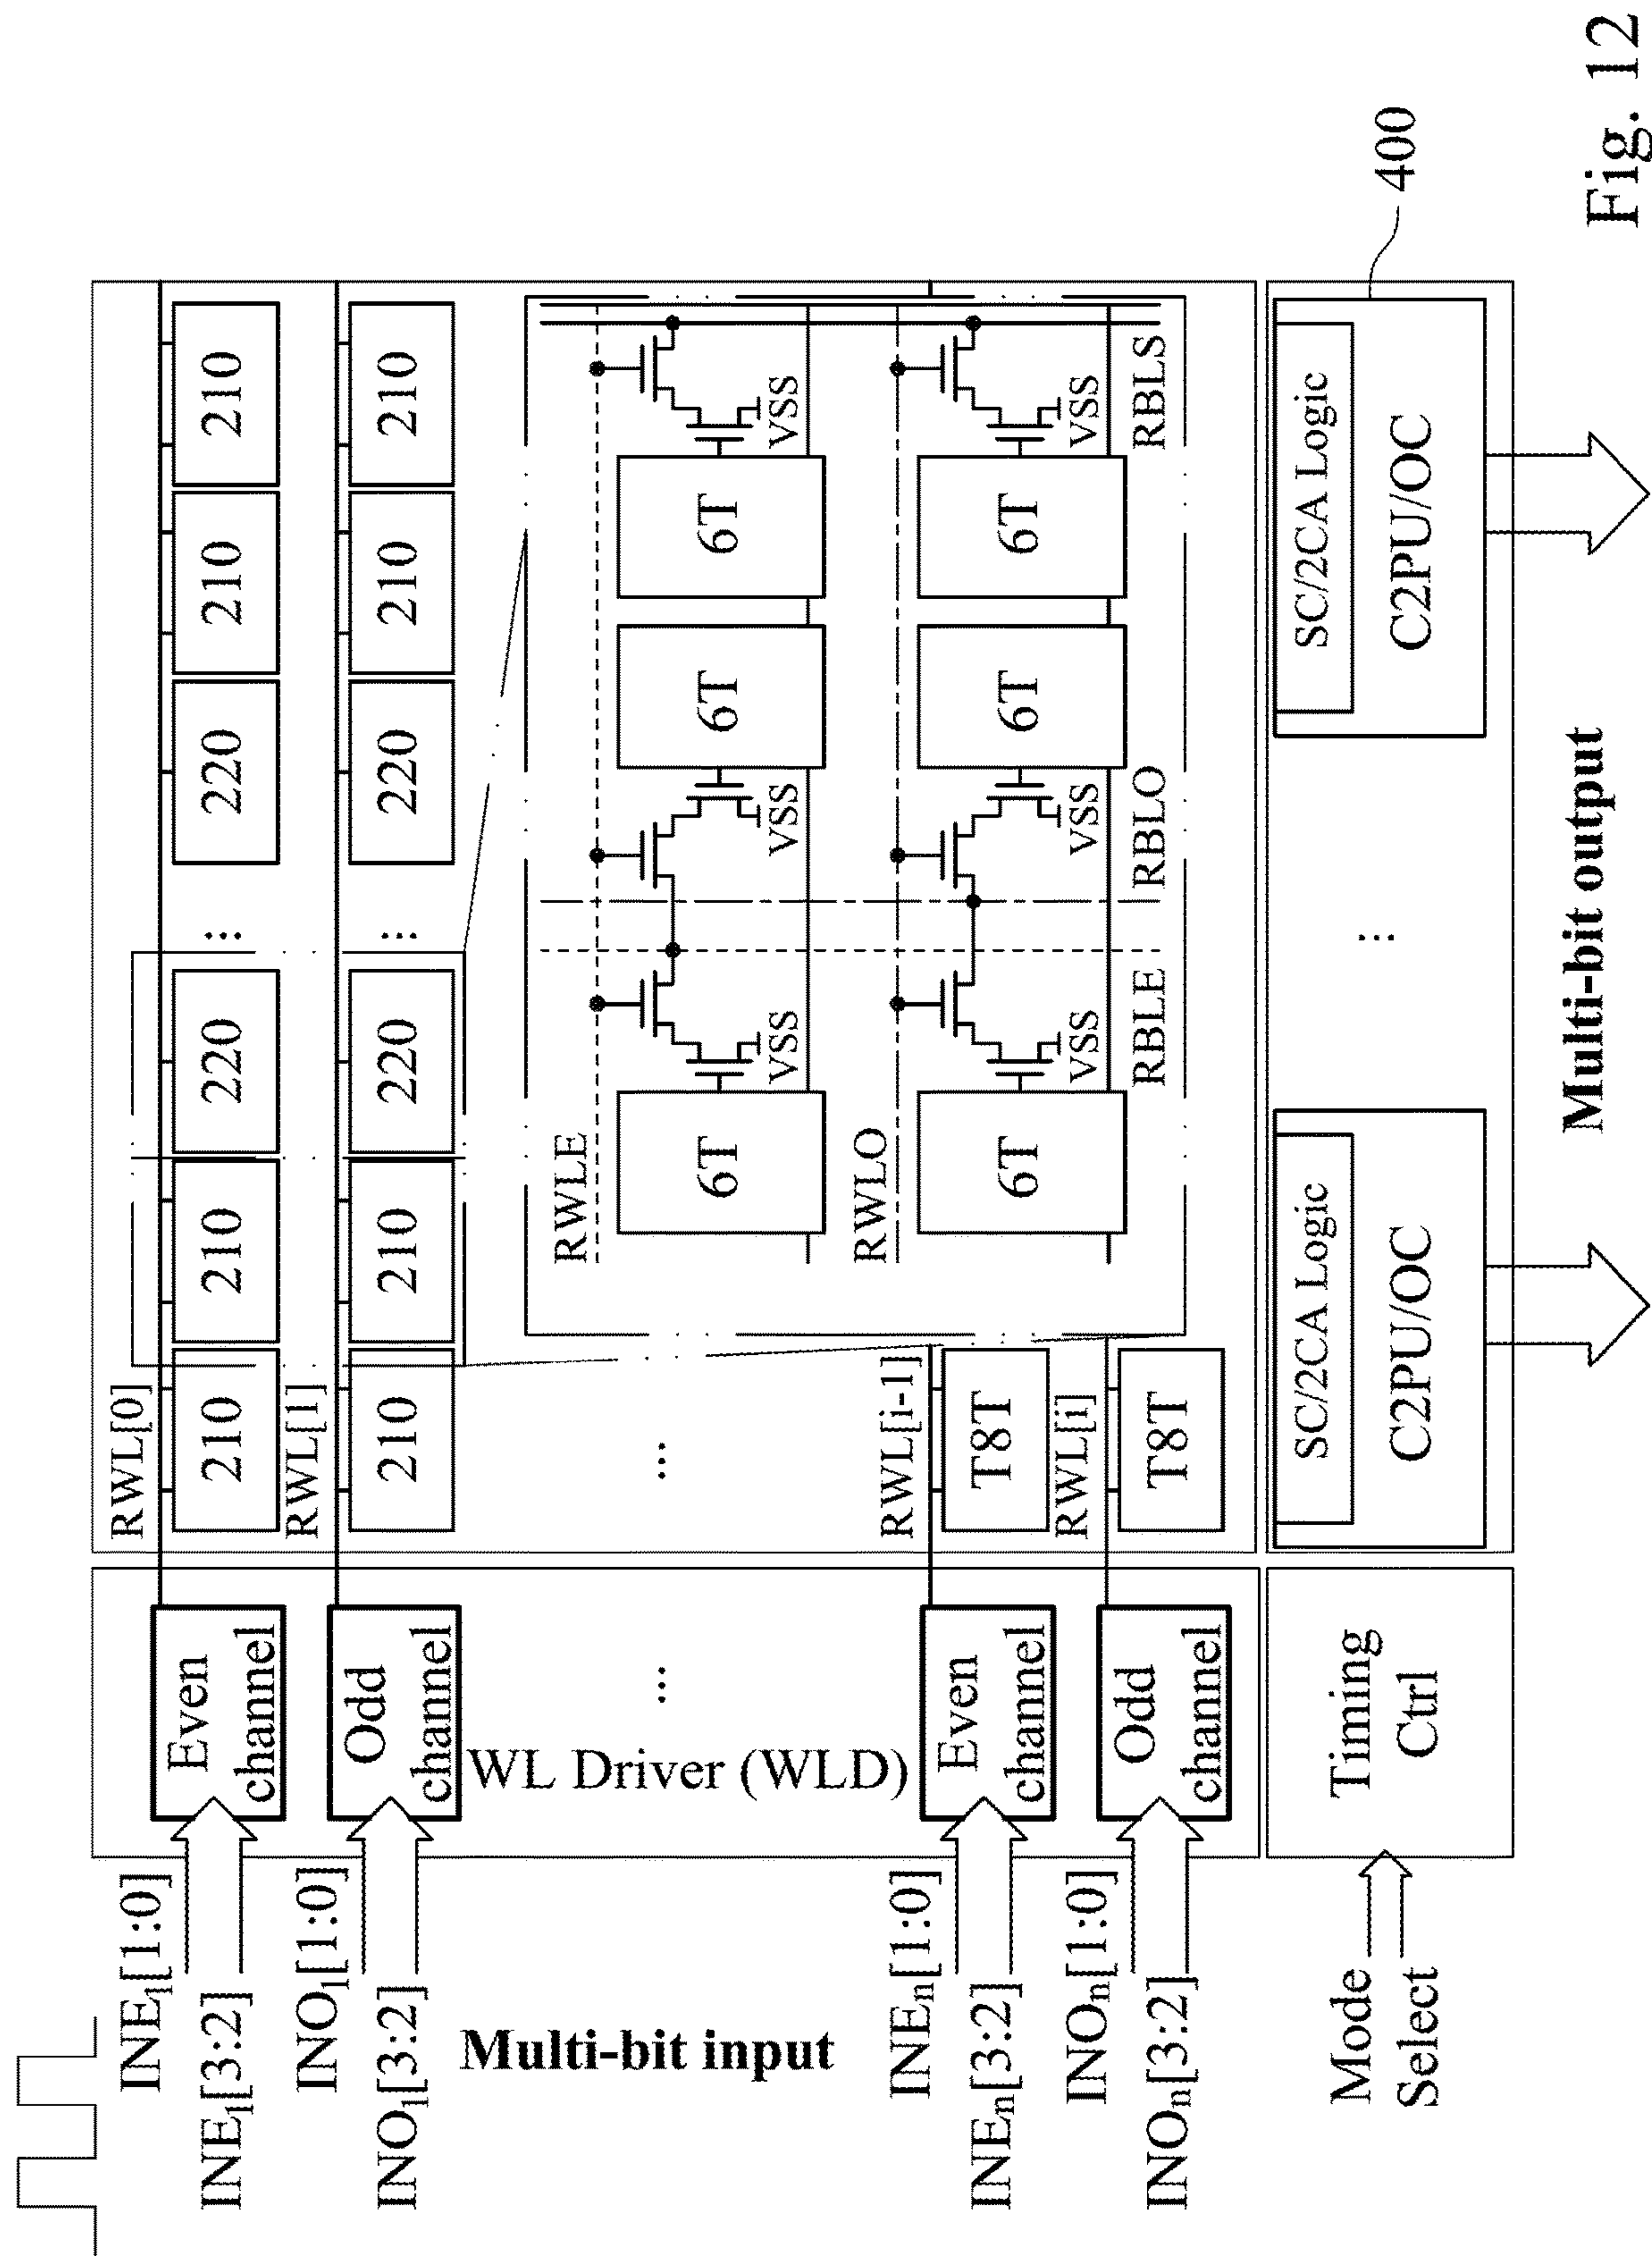 INE1[1:0]
INE1[3:2]
Even
channel
RWL[0]
210 210 220 ... 220 210 210
INO1[1:0]
INO1[3:2]
Odd
channel
RWL[1]
210 210 220 ... 220 210 210
Multi-bit input
WL Driver (WLD)
...
...
RWLE
6T VSS VSS 6T 6T VSS
RWLO
6T VSS VSS 6T 6T VSS
RBLE RBLO RBLS
INEn[1:0]
INEn[3:2]
Even
channel
RWL[i-1]
T8T
INOn[1:0]
INOn[3:2]
Odd
channel
RWL[i]
T8T
Mode
Select
Timing
Ctrl
SC/2CA Logic
C2PU/OC
...
SC/2CA Logic
C2PU/OC
400
Multi-bit output
Fig. 12